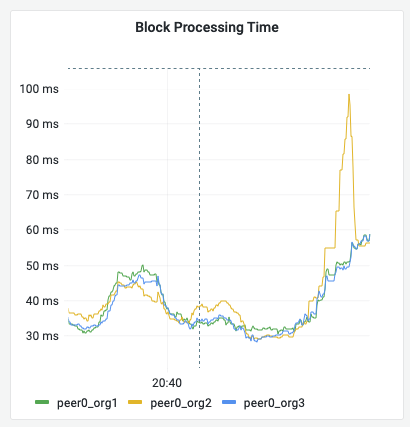 Block Processing Time
100 ms
90 ms
80 ms
70 ms
60 ms
50 ms
40 ms
30 ms
20:40
peer0_org1 peer0_org2 peer0_org3